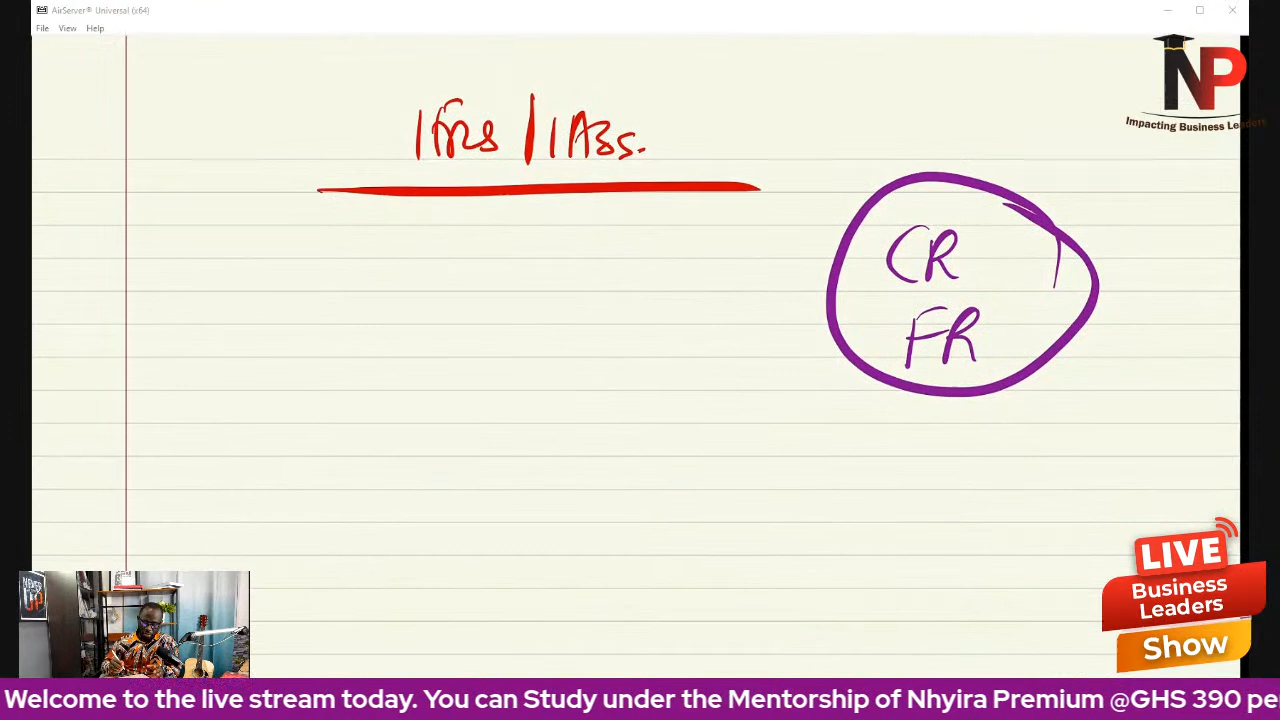 AirServer® Universal (x64)
File View Help
NP
Impacting Business Leaders
IFRS / IASs.
CR
FR
LIVE
Business
Leaders
Show
Welcome to the live stream today. You can Study under the Mentorship of Nhyira Premium @GHS 390 pe